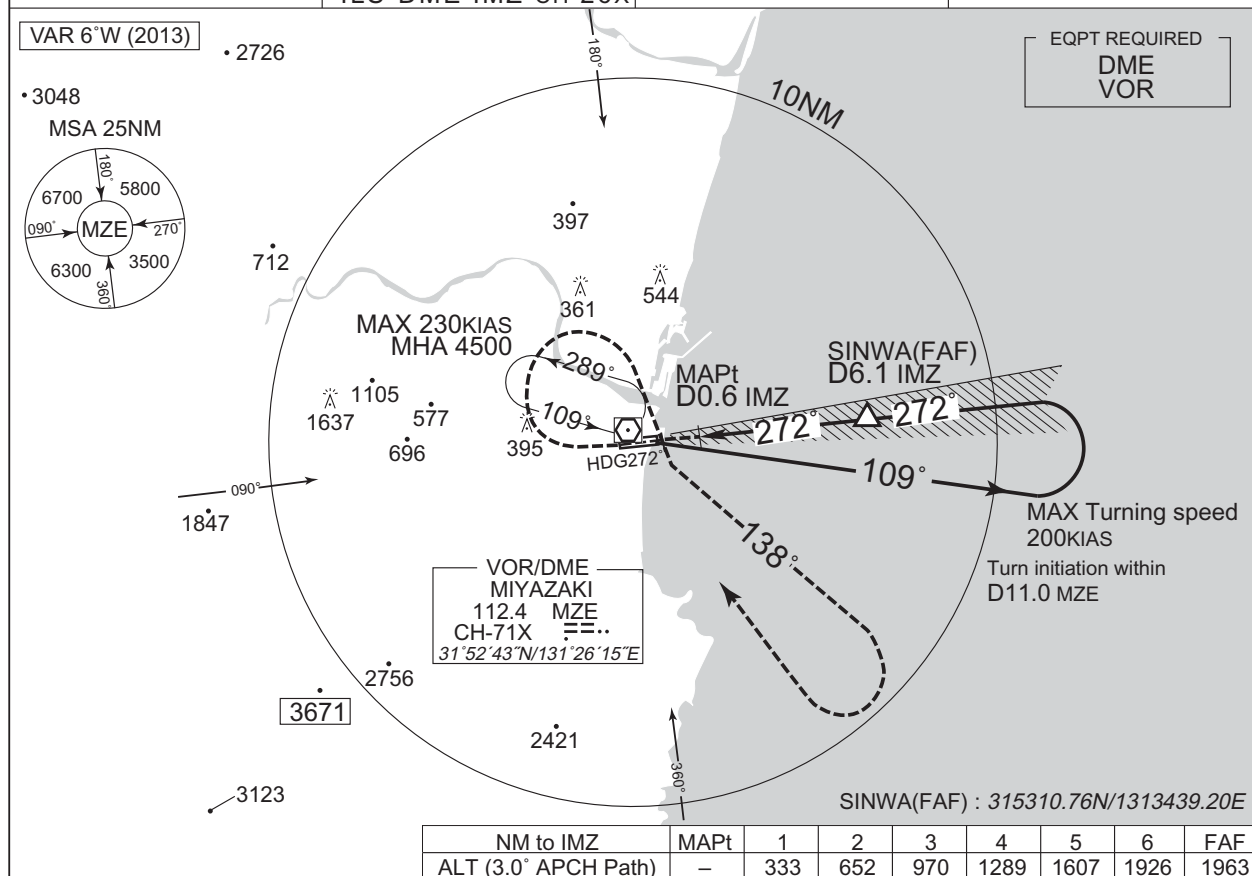 VAR 6°W (2013)
2726
3048
MSA 25NM
180°
6700
5800
090°
MZE
270°
6300
3500
360°
180°
10NM
EQPT REQUIRED
DME
VOR
397
712
361
544
MAX 230KIAS
MHA 4500
289°
109°
MAPt
D0.6 IMZ
SINWA(FAF)
D6.1 IMZ
272°
272°
1105
1637
577
696
395
HDG272°
109°
090°
1847
MAX Turning speed
200KIAS
Turn initiation within
D11.0 MZE
138°
VOR/DME
MIYAZAKI
112.4 MZE
CH-71X
31°52´43˝N/131°26´15˝E
2756
3671
2421
3123
360°
SINWA(FAF) : 315310.76N/1313439.20E
NM to IMZ MAPt 1 2 3 4 5 6 FAF
ALT (3.0° APCH Path) – 333 652 970 1289 1607 1926 1963